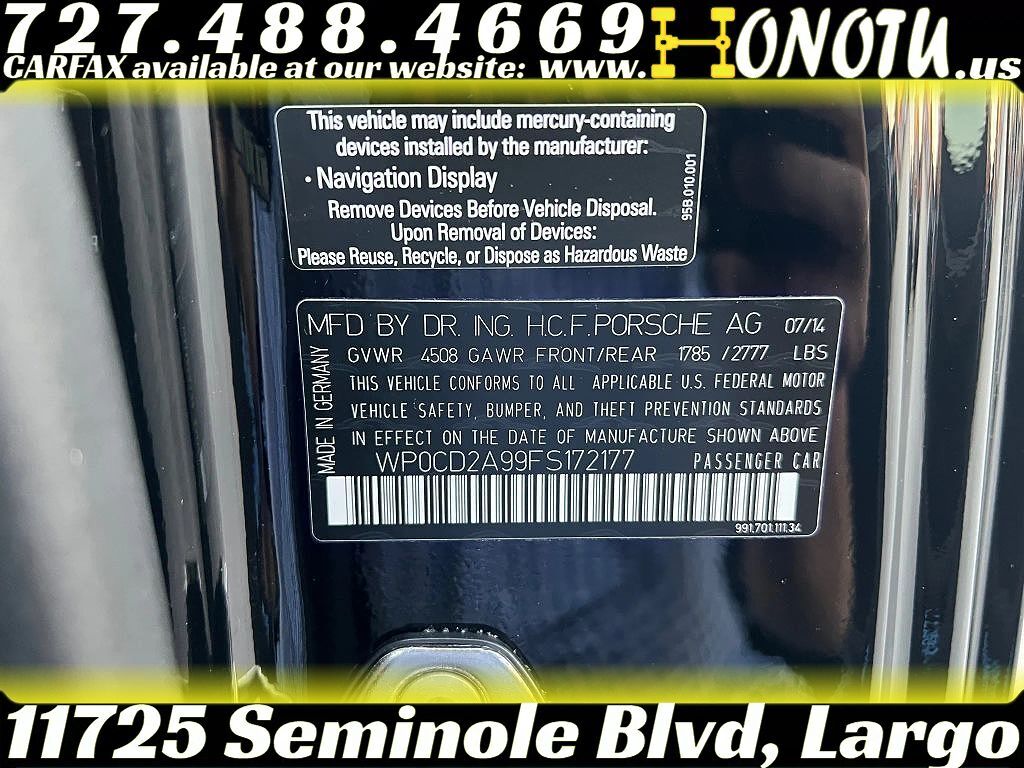 727.488.4669 HONOTU.us
CARFAX available at our website: www.
This vehicle may include mercury-containing
devices installed by the manufacturer:
• Navigation Display
Remove Devices Before Vehicle Disposal.
Upon Removal of Devices:
Please Reuse, Recycle, or Dispose as Hazardous Waste
95B.010.001
MFD BY DR. ING. H.C.F.PORSCHE AG 07/14
GVWR 4508 GAWR FRONT/REAR 1785 /2777 LBS
THIS VEHICLE CONFORMS TO ALL APPLICABLE U.S. FEDERAL MOTOR
VEHICLE SAFETY, BUMPER, AND THEFT PREVENTION STANDARDS
IN EFFECT ON THE DATE OF MANUFACTURE SHOWN ABOVE
WP0CD2A99FS172177 PASSENGER CAR
MADE IN GERMANY
991.701.111.34
11725 Seminole Blvd, Largo